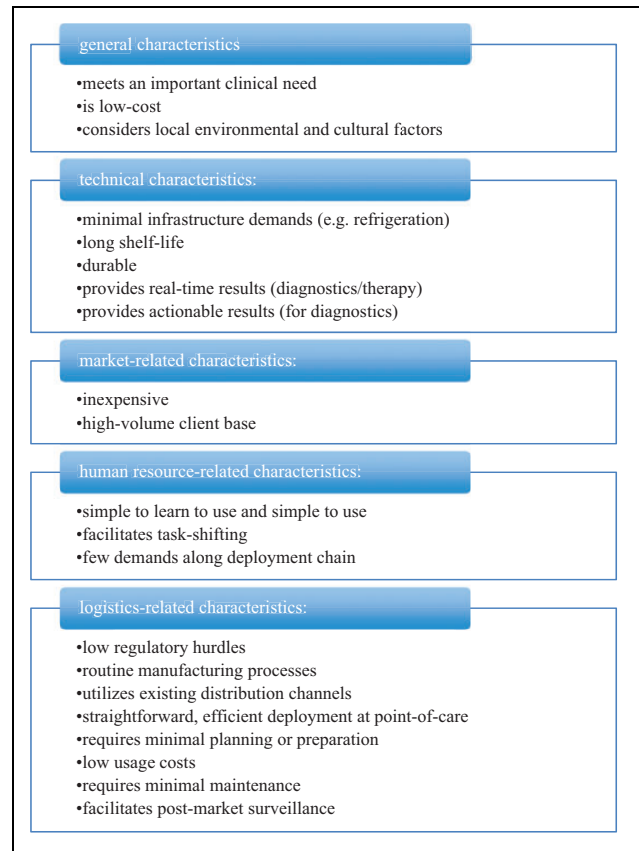 general characteristics
•meets an important clinical need
•is low-cost
•considers local environmental and cultural factors
technical characteristics:
•minimal infrastructure demands (e.g. refrigeration)
•long shelf-life
•durable
•provides real-time results (diagnostics/therapy)
•provides actionable results (for diagnostics)
market-related characteristics:
•inexpensive
•high-volume client base
human resource-related characteristics:
•simple to learn to use and simple to use
•facilitates task-shifting
•few demands along deployment chain
logistics-related characteristics:
•low regulatory hurdles
•routine manufacturing processes
•utilizes existing distribution channels
•straightforward, efficient deployment at point-of-care
•requires minimal planning or preparation
•low usage costs
•requires minimal maintenance
•facilitates post-market surveillance